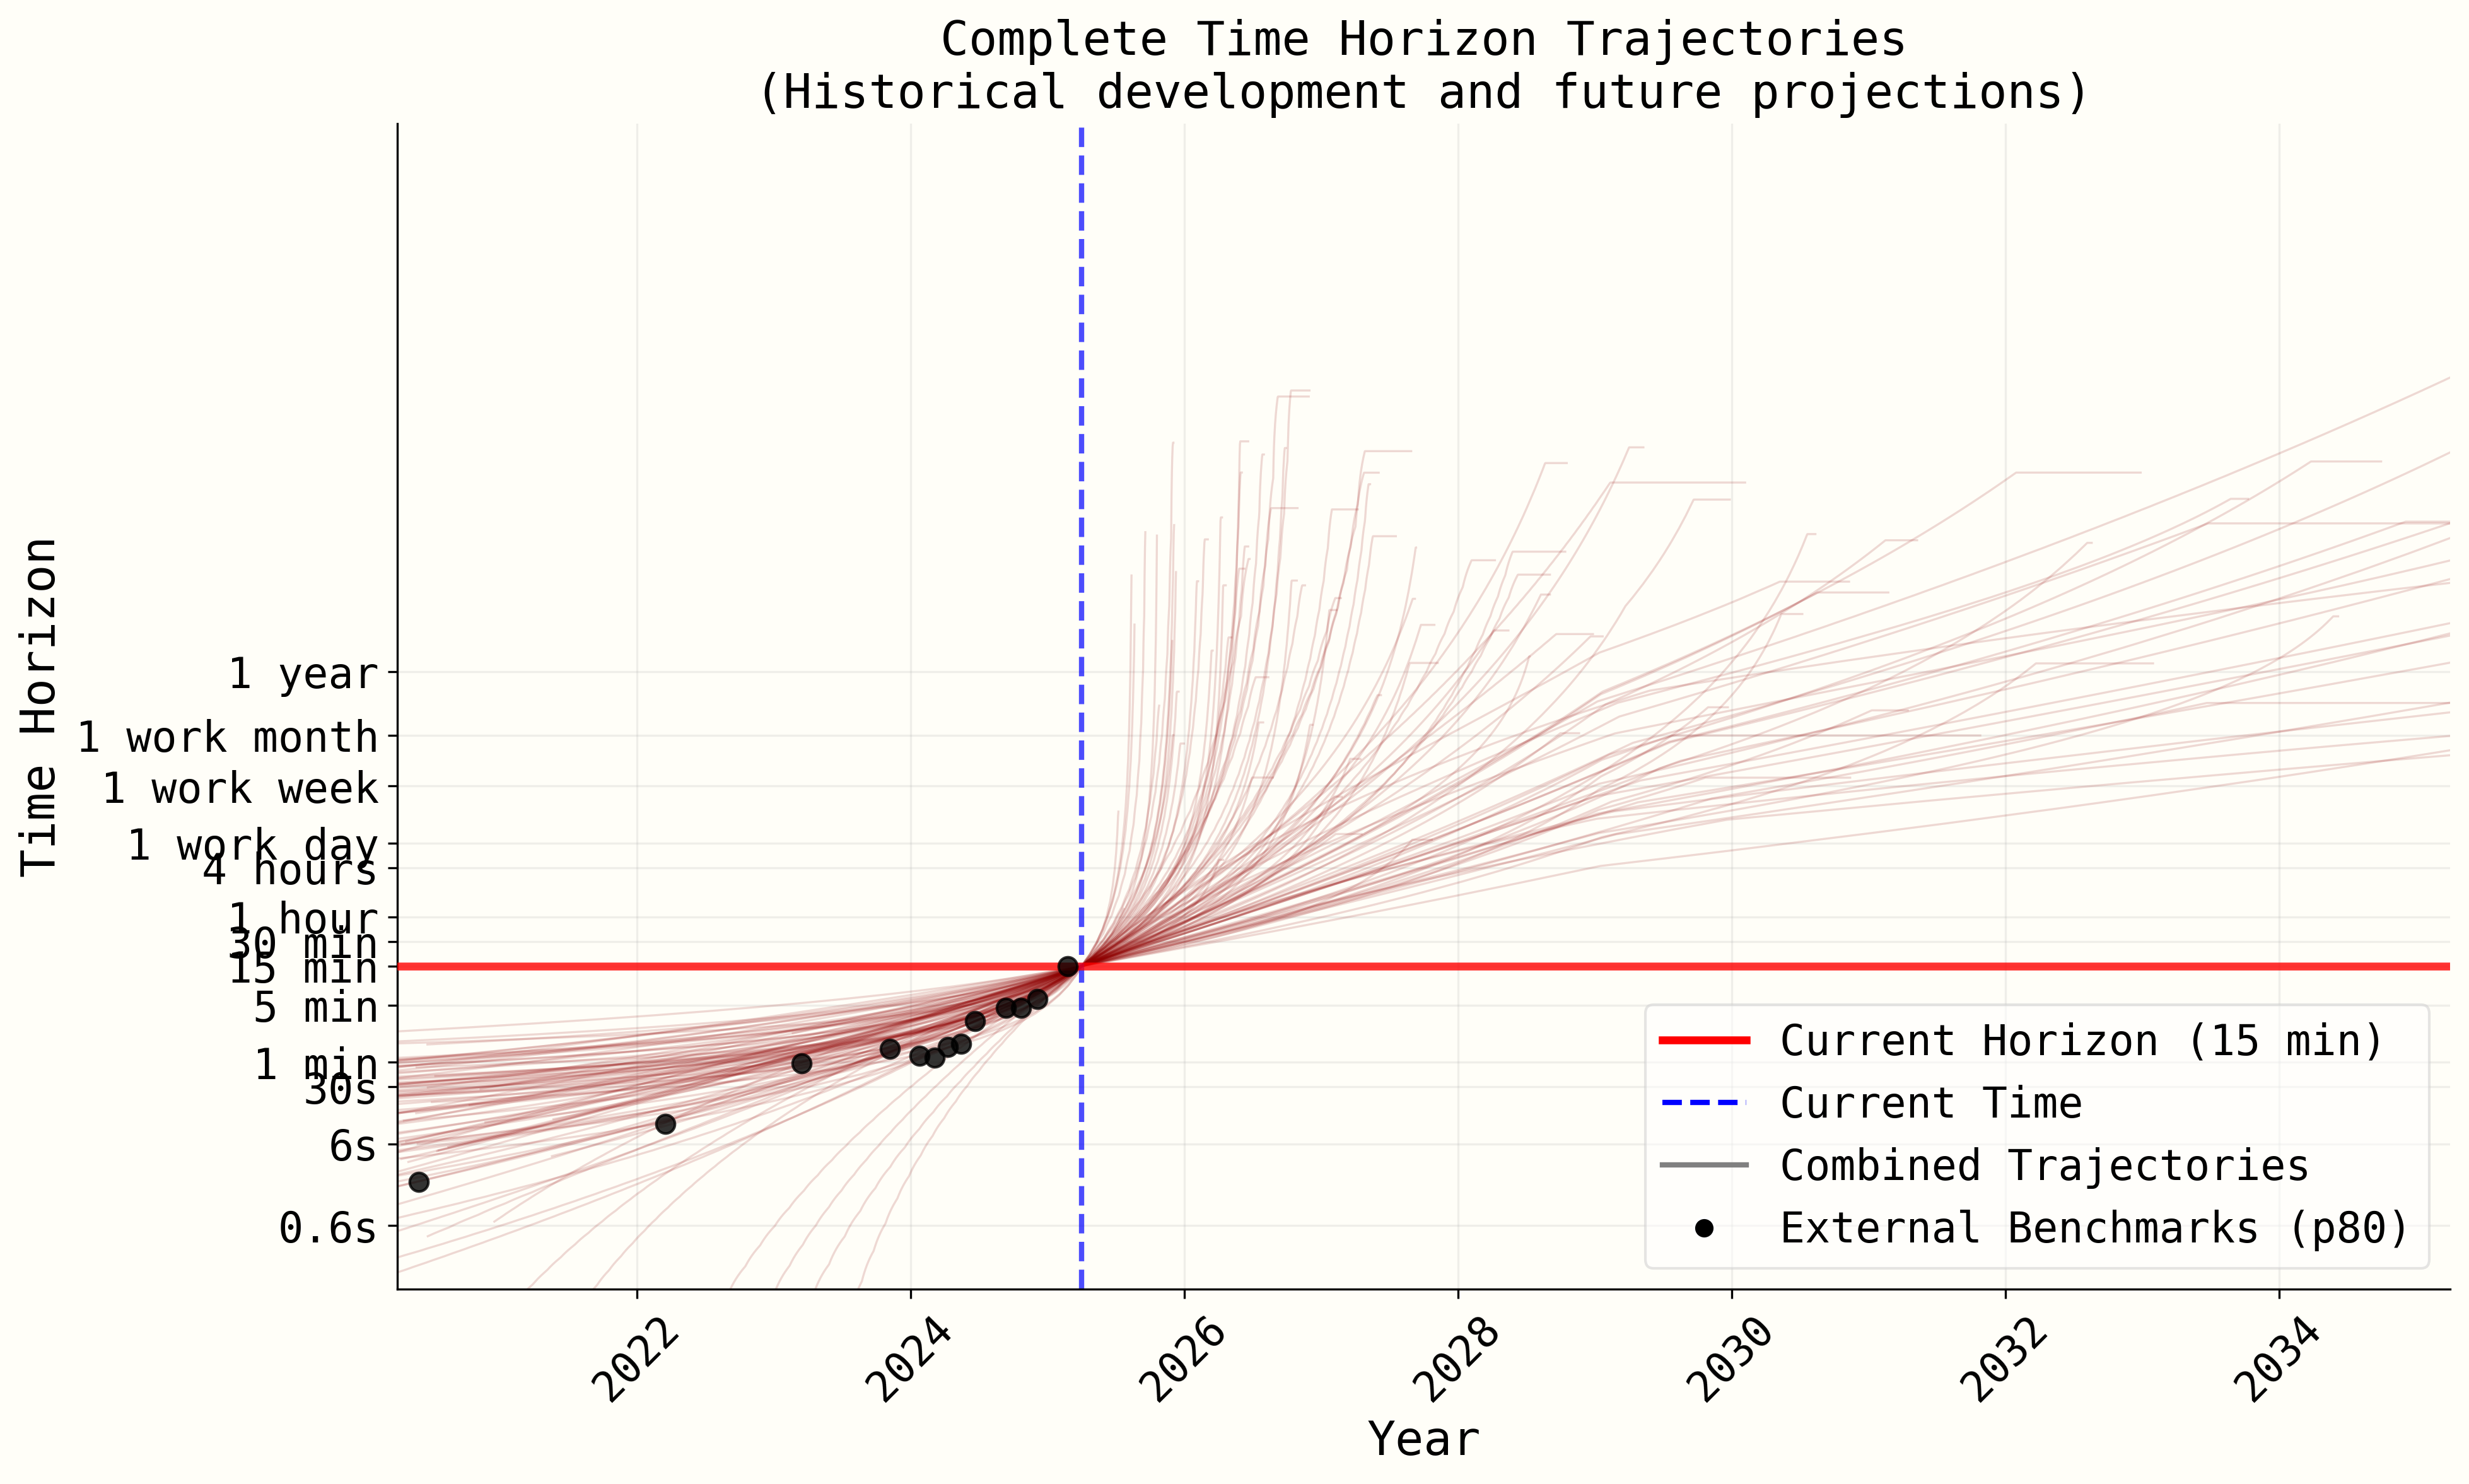 Complete Time Horizon Trajectories
(Historical development and future projections)
Time Horizon
1 year
1 work month
1 work week
1 work day
4 hours
1 hour
30 min
15 min
5 min
1 min
30s
6s
0.6s
Current Horizon (15 min)
Current Time
Combined Trajectories
External Benchmarks (p80)
2022
2024
2026
2028
2030
2032
2034
Year